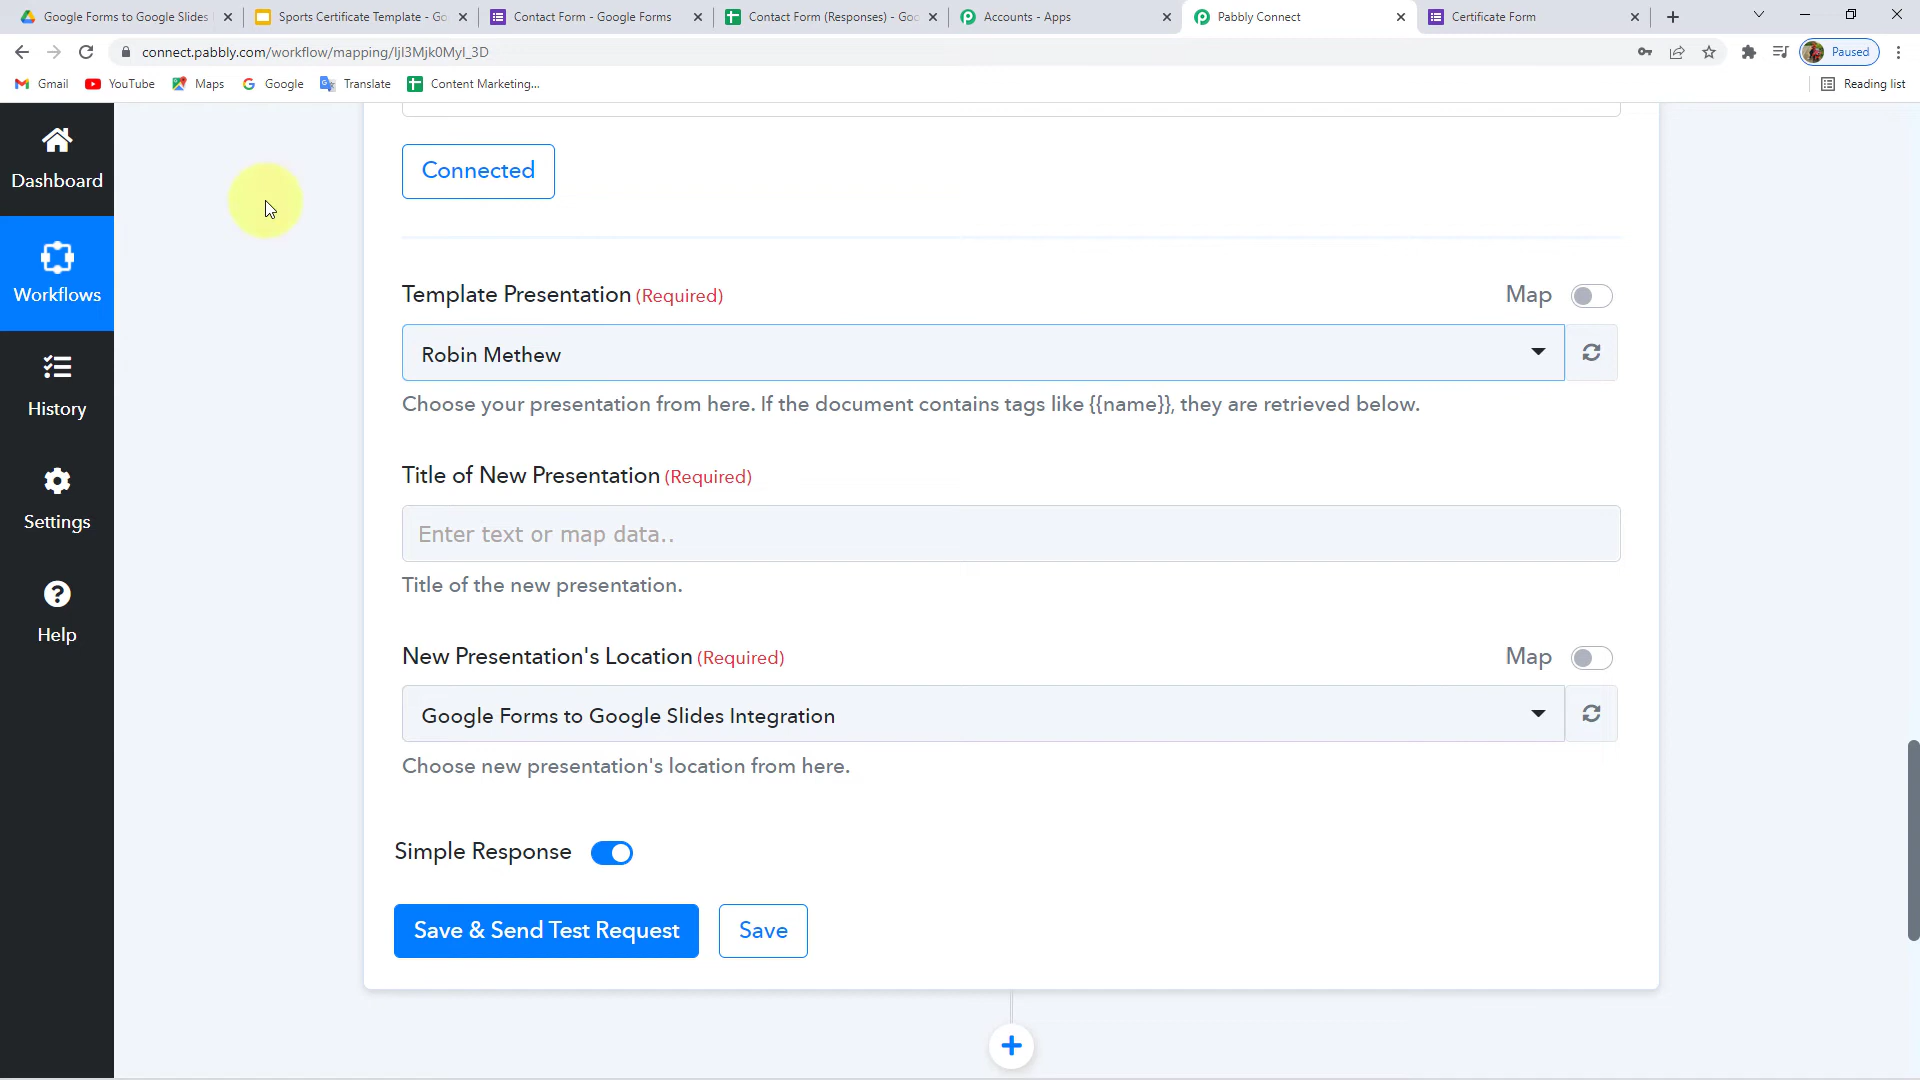 Google Forms to Google Slides
Sports Certificate Template - Go
Contact Form - Google Forms
Contact Form (Responses) - Goo
Accounts - Apps
Pabbly Connect
Certificate Form
connect.pabbly.com/workflow/mapping/IjI3Mjk0MyI_3D
Paused
Gmail
YouTube
Maps
Google
Translate
Content Marketing...
Reading list
Dashboard
Workflows
History
Settings
Help
Connected
Template Presentation (Required)
Map
Robin Methew
Choose your presentation from here. If the document contains tags like {{name}}, they are retrieved below.
Title of New Presentation (Required)
Enter text or map data..
Title of the new presentation.
New Presentation's Location (Required)
Map
Google Forms to Google Slides Integration
Choose new presentation's location from here.
Simple Response
Save & Send Test Request
Save